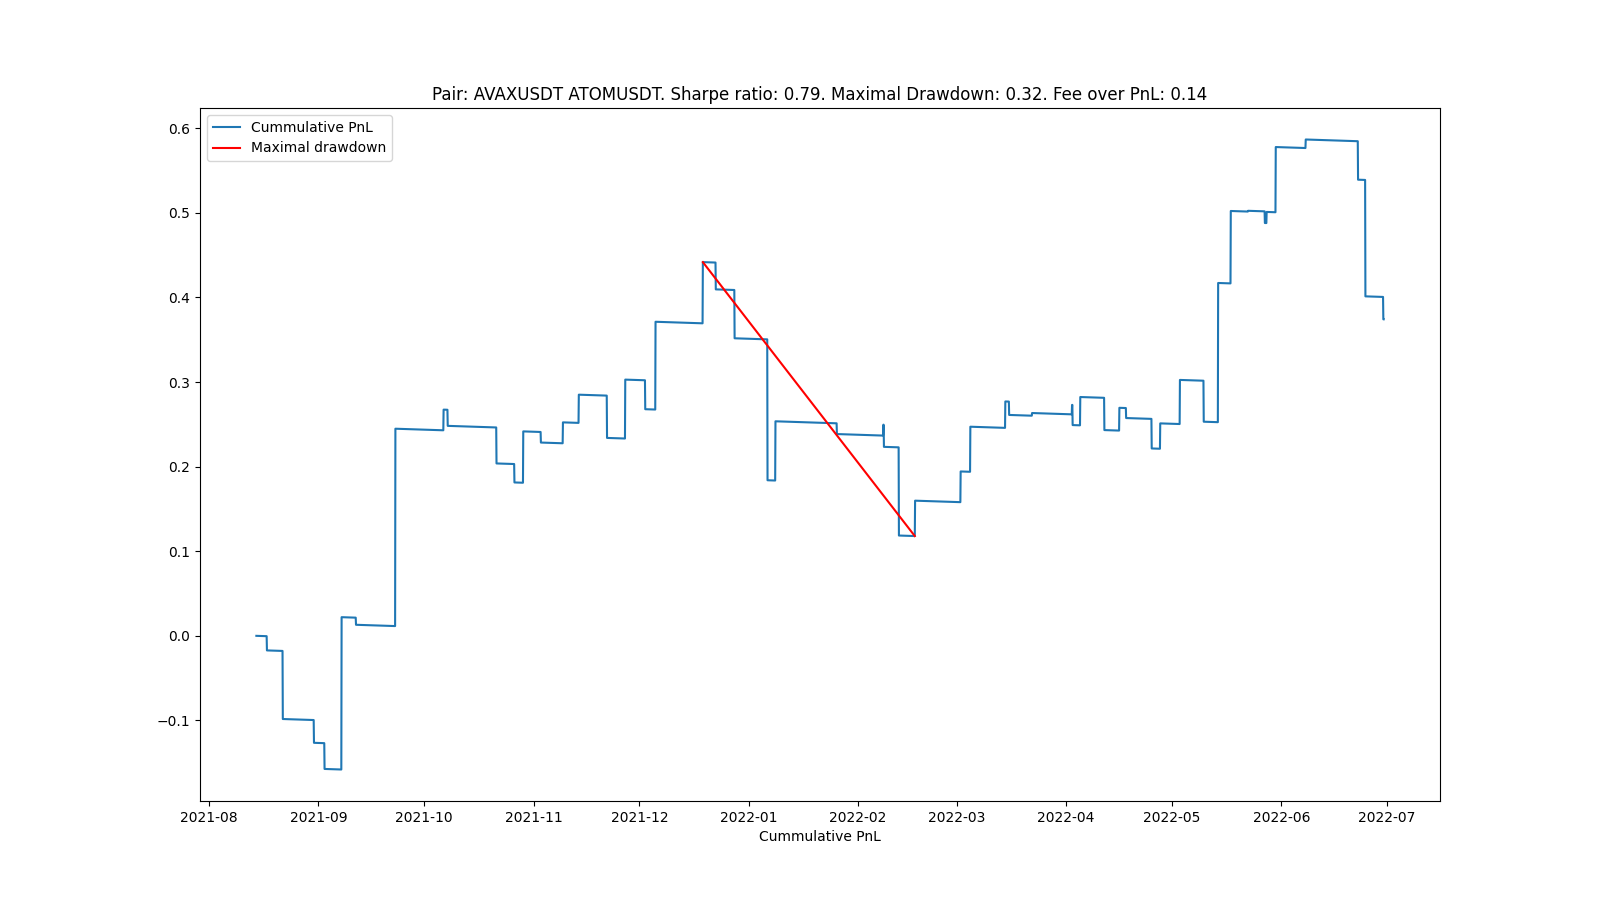 Pair: AVAXUSDT ATOMUSDT. Sharpe ratio: 0.79. Maximal Drawdown: 0.32. Fee over PnL: 0.14
Cummulative PnL
Maximal drawdown
0.6
0.5
0.4
0.3
0.2
0.1
0.0
−0.1
2021-08 2021-09 2021-10 2021-11 2021-12 2022-01 2022-02 2022-03 2022-04 2022-05 2022-06 2022-07
Cummulative PnL